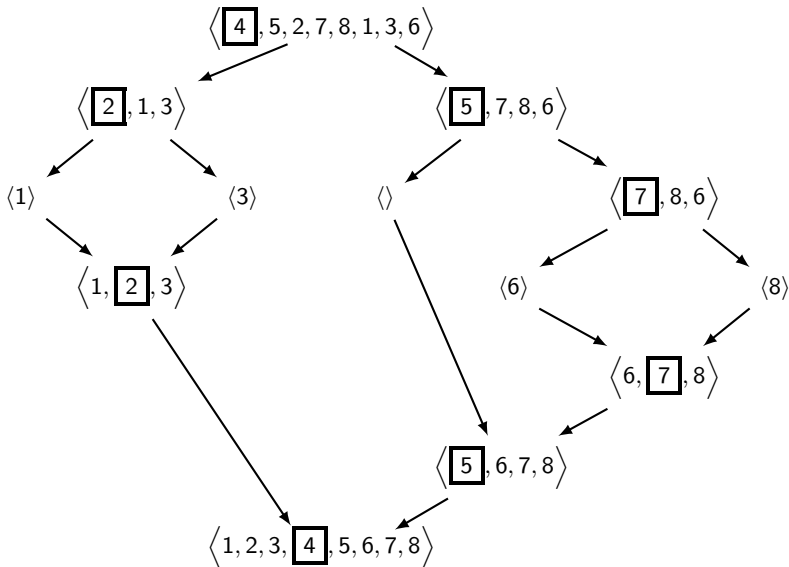 ⟨4, 5, 2, 7, 8, 1, 3, 6⟩
⟨2, 1, 3⟩ ⟨5, 7, 8, 6⟩
⟨1⟩ ⟨3⟩ ⟨⟩ ⟨7, 8, 6⟩
⟨1, 2, 3⟩ ⟨6⟩ ⟨8⟩
⟨6, 7, 8⟩
⟨5, 6, 7, 8⟩
⟨1, 2, 3, 4, 5, 6, 7, 8⟩